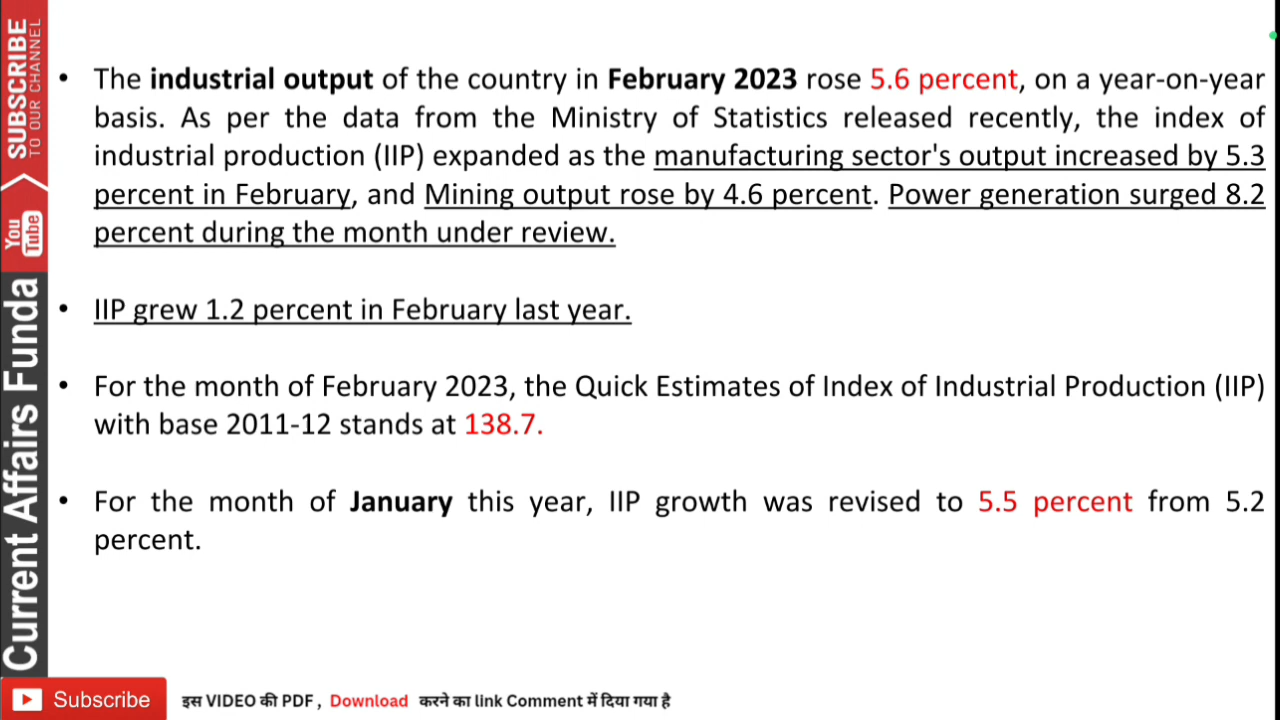 SUBSCRIBE
TO OUR CHANNEL
You
Tube
Current Affairs Funda
• The industrial output of the country in February 2023 rose 5.6 percent, on a year-on-year
basis. As per the data from the Ministry of Statistics released recently, the index of
industrial production (IIP) expanded as the manufacturing sector's output increased by 5.3
percent in February, and Mining output rose by 4.6 percent. Power generation surged 8.2
percent during the month under review.
• IIP grew 1.2 percent in February last year.
• For the month of February 2023, the Quick Estimates of Index of Industrial Production (IIP)
with base 2011-12 stands at 138.7.
• For the month of January this year, IIP growth was revised to 5.5 percent from 5.2
percent.
Subscribe
इस VIDEO की PDF , Download करने का link Comment में दिया गया है